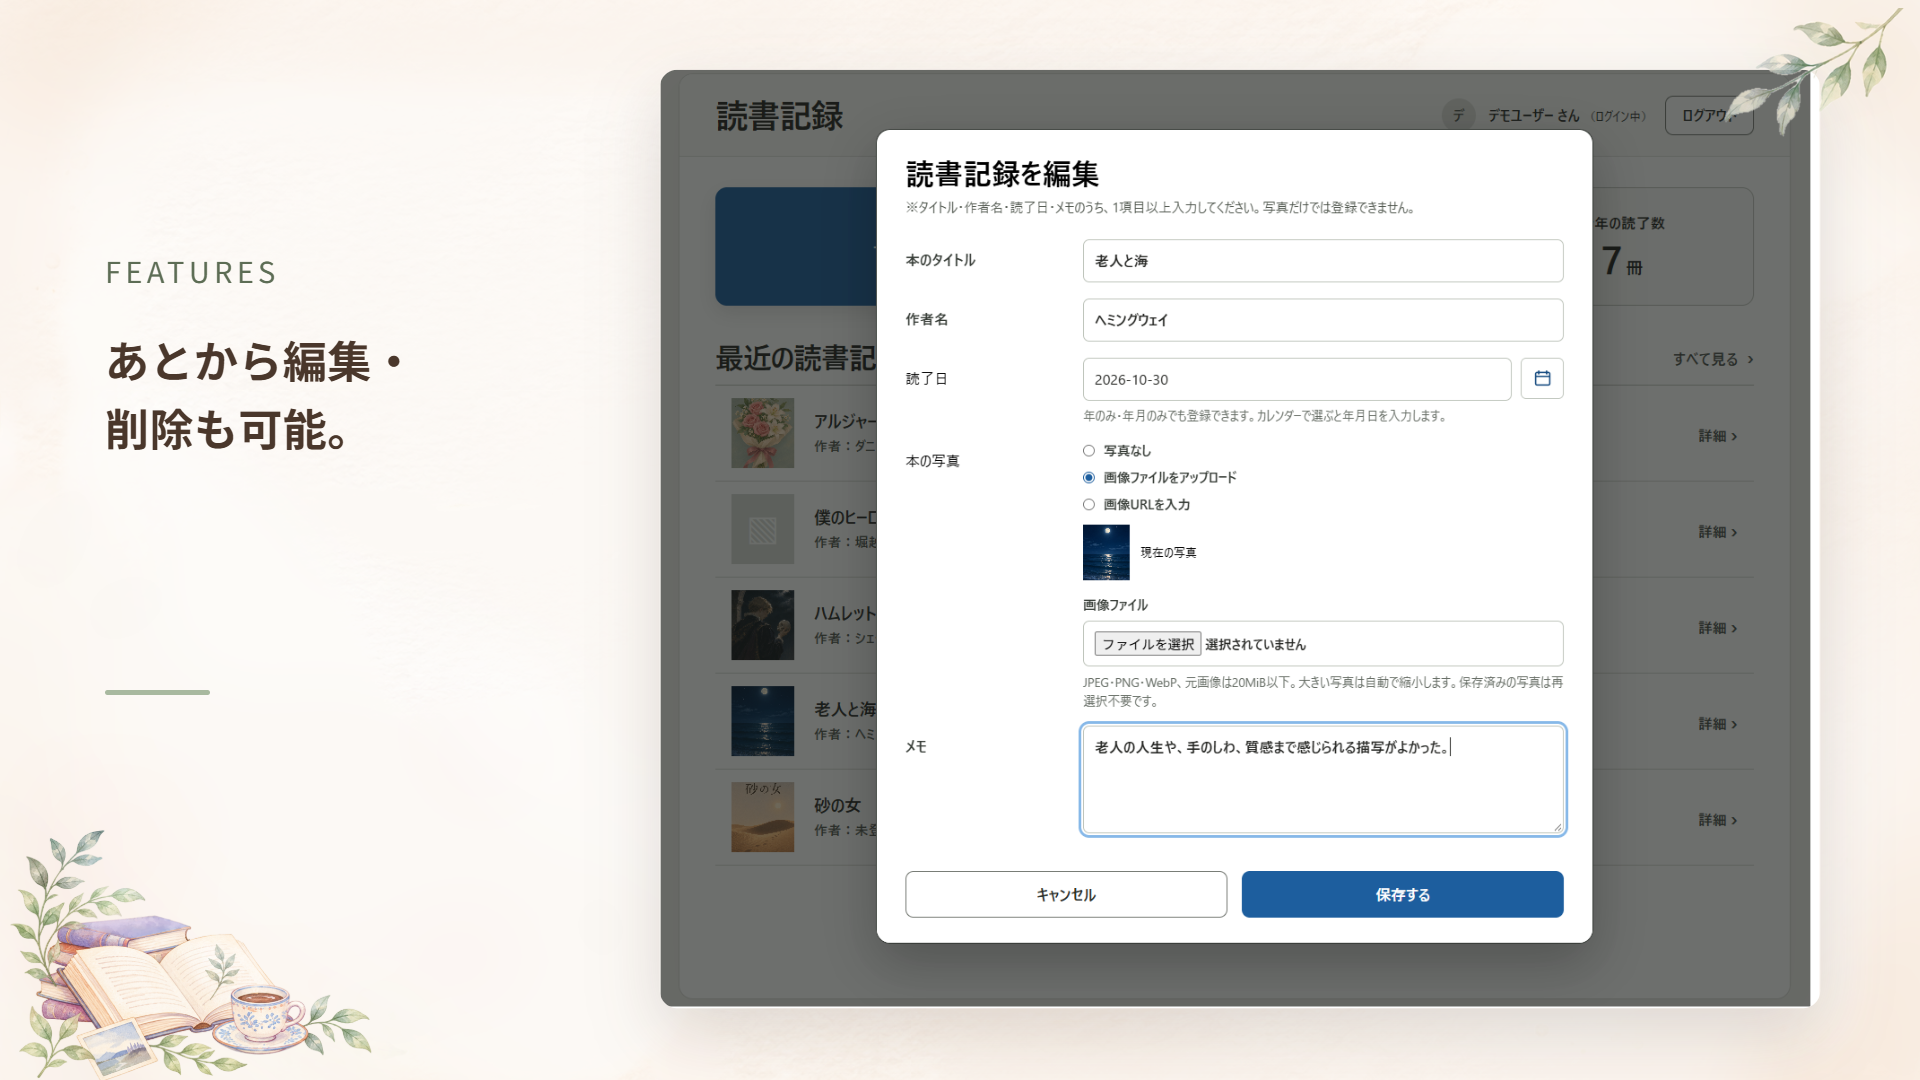 FEATURES
あとから編集・
削除も可能。
読書記録
デ デモユーザー さん (ログイン中)
年の読了数
7 冊
最近の読書記
すべて見る ›
アルジャー
作者：ダニ
詳細 ›
僕のヒーロ
作者：堀越
詳細 ›
ハムレット
作者：シェ
詳細 ›
老人と海
作者：ヘミ
詳細 ›
砂の女
砂の女
作者：未登
詳細 ›
読書記録を編集
※タイトル・作者名・読了日・メモのうち、1項目以上入力してください。写真だけでは登録できません。
本のタイトル
老人と海
作者名
ヘミングウェイ
読了日
2026-10-30
年のみ・年月のみでも登録できます。カレンダーで選ぶと年月日を入力します。
本の写真
写真なし
画像ファイルをアップロード
画像URLを入力
現在の写真
画像ファイル
ファイルを選択 選択されていません
JPEG・PNG・WebP、元画像は20MiB以下。大きい写真は自動で縮小します。保存済みの写真は再
選択不要です。
メモ
老人の人生や、手のしわ、質感まで感じられる描写がよかった。
キャンセル
保存する